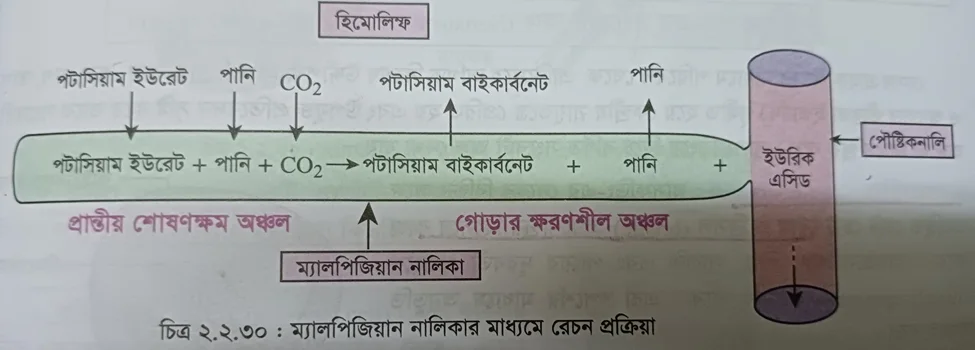 হিমোলিম্ফ
পটাসিয়াম ইউরেট পানি CO₂ পটাসিয়াম বাইকার্বনেট পানি
পটাসিয়াম ইউরেট + পানি + CO₂ → পটাসিয়াম বাইকার্বনেট + পানি + ইউরিক এসিড
পৌষ্টিকনালি
প্রান্তীয় শোষণক্ষম অঞ্চল গোড়ার ক্ষরণশীল অঞ্চল
ম্যালপিজিয়ান নালিকা
চিত্র ২.২.৩০ : ম্যালপিজিয়ান নালিকার মাধ্যমে রেচন প্রক্রিয়া